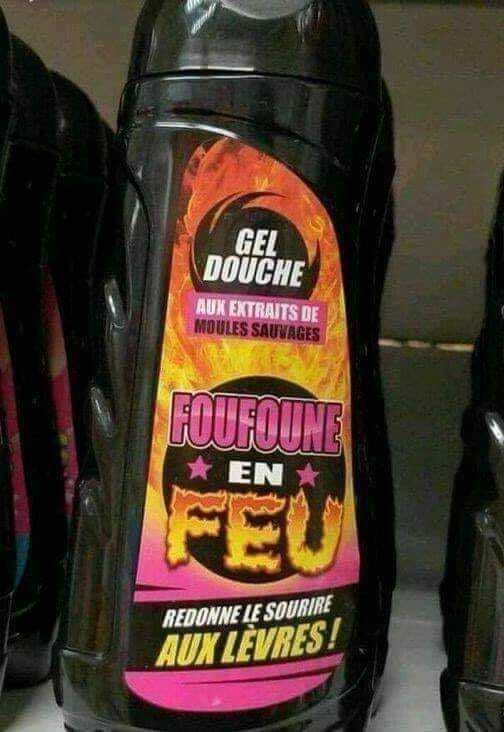 GEL
DOUCHE
AUX EXTRAITS DE
MOULES SAUVAGES
FOUFOUNE
EN
FEU
REDONNE LE SOURIRE
AUX LÈVRES !